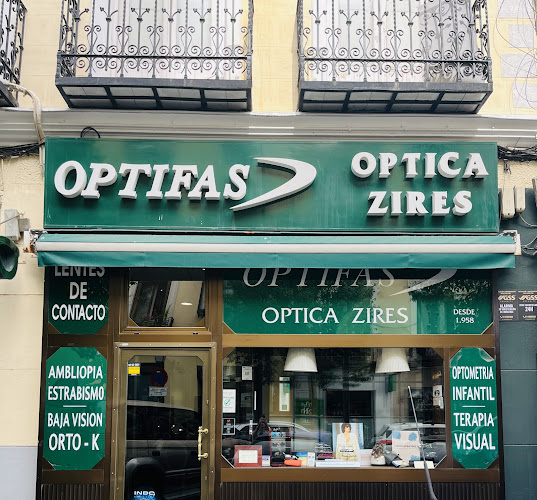 OPTIFAS
OPTICA
ZIRES
LENTES
DE
CONTACTO
OPTIFAS
OPTICA ZIRES
DESDE
1.958
AMBLIOPIA
ESTRABISMO
BAJA VISION
ORTO - K
OPTOMETRIA
INFANTIL
TERAPIA
VISUAL